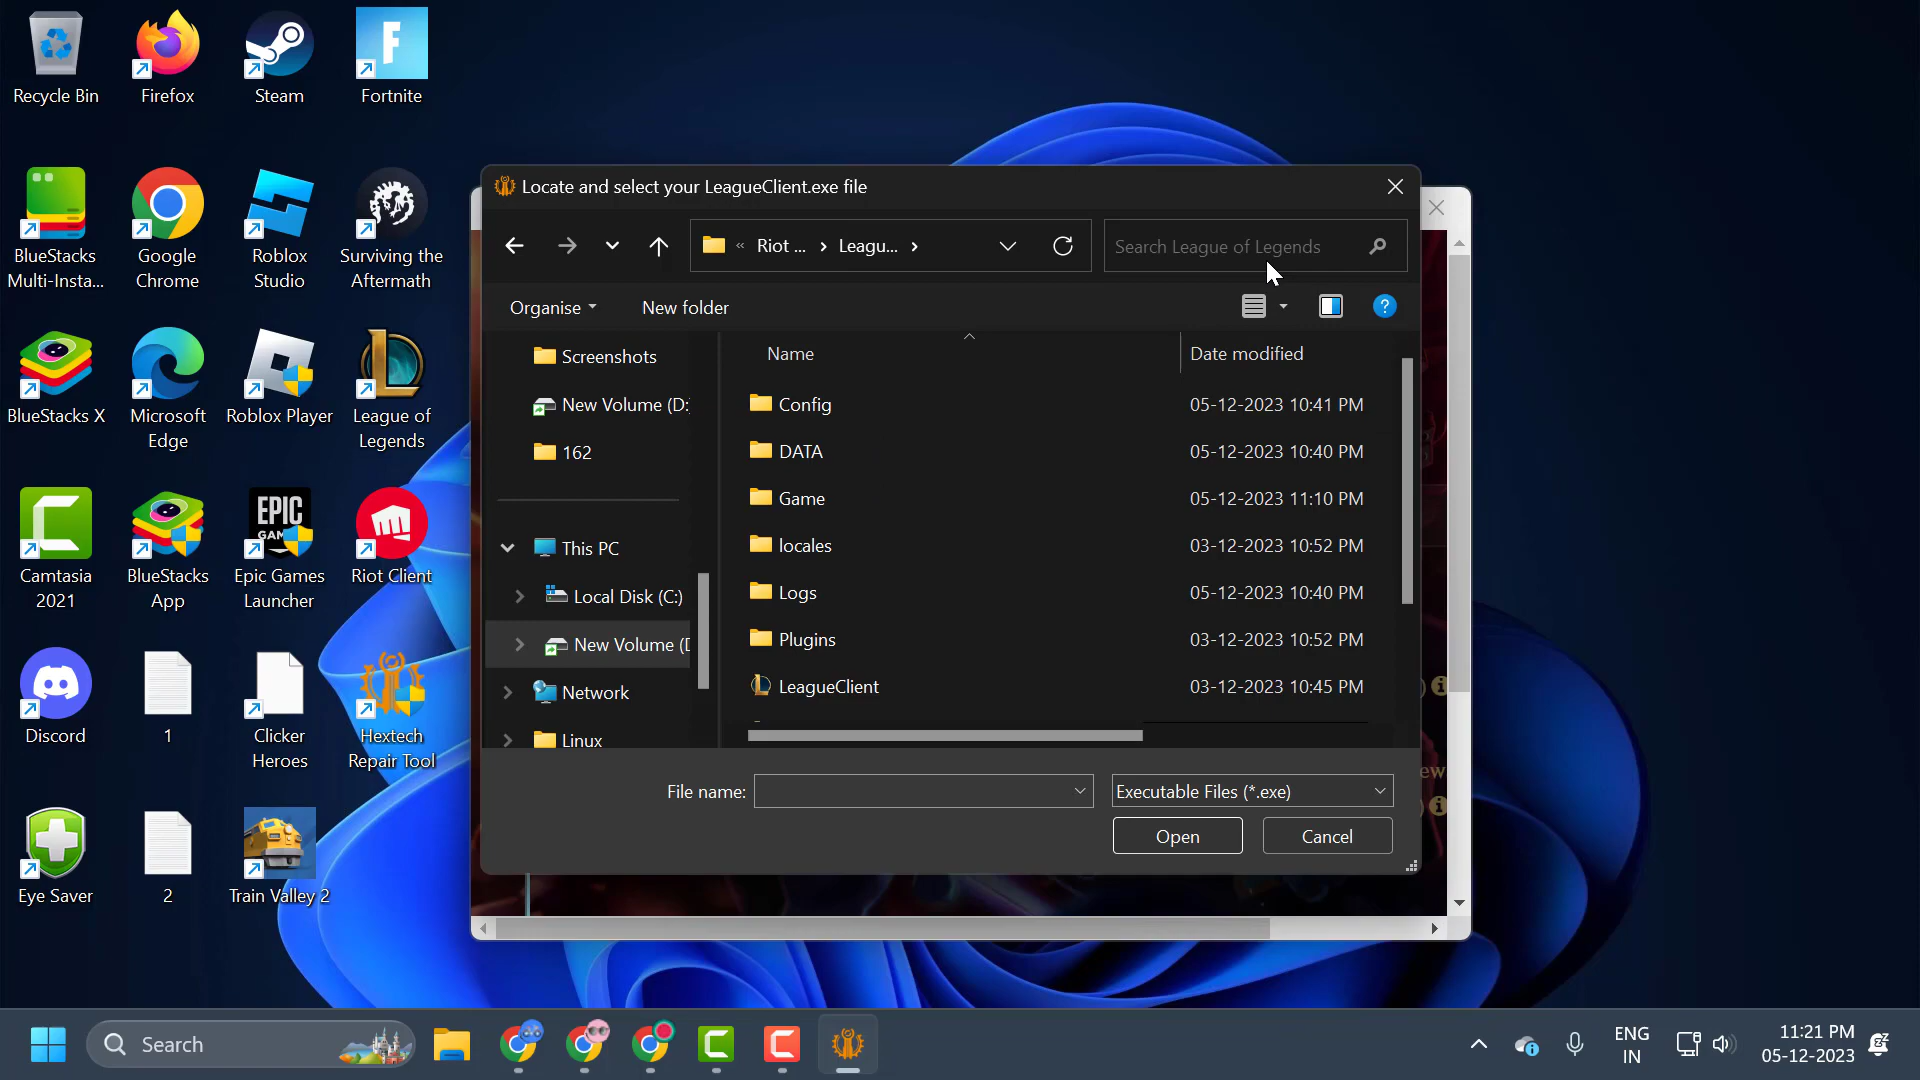 Recycle Bin
Firefox
Steam
Fortnite
BlueStacks
Multi-Insta...
Google
Chrome
Roblox
Studio
Surviving the
Aftermath
BlueStacks X
Microsoft
Edge
Roblox Player
League of
Legends
Camtasia
2021
BlueStacks
App
EPIC
GAM
Epic Games
Launcher
Riot Client
Discord
1
Clicker
Heroes
Hextech
Repair Tool
Eye Saver
2
Train Valley 2
Locate and select your LeagueClient.exe file
« Riot ... › Leagu... ›
Search League of Legends
Organise
New folder
Screenshots
New Volume (D:)
162
This PC
Local Disk (C:)
New Volume (D
Network
Linux
Name
Date modified
Config
05-12-2023 10:41 PM
DATA
05-12-2023 10:40 PM
Game
05-12-2023 11:10 PM
locales
03-12-2023 10:52 PM
Logs
05-12-2023 10:40 PM
Plugins
03-12-2023 10:52 PM
LeagueClient
03-12-2023 10:45 PM
File name:
Executable Files (*.exe)
Open
Cancel
Search
ENG
IN
11:21 PM
05-12-2023